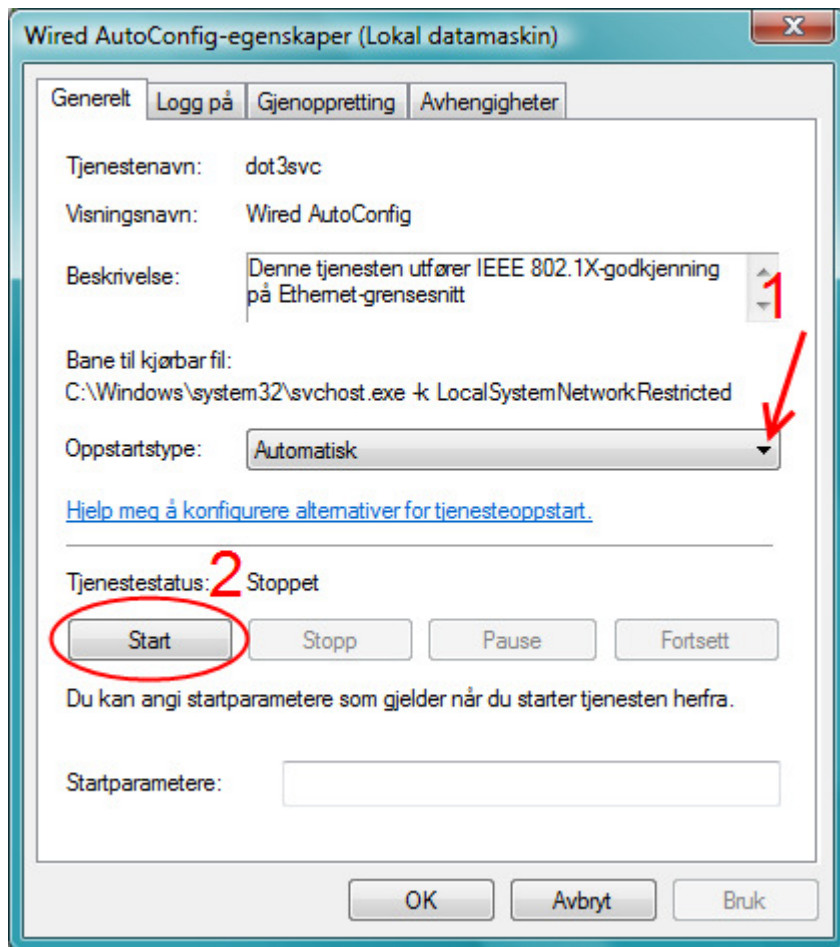 Wired AutoConfig-egenskaper (Lokal datamaskin)
Generelt Logg på Gjenoppretting Avhengigheter
Tjenestenavn: dot3svc
Visningsnavn: Wired AutoConfig
Beskrivelse: Denne tjenesten utfører IEEE 802.1X-godkjenning
på Ethernet-grensesnitt
1
Bane til kjørbar fil:
C:\Windows\system32\svchost.exe -k LocalSystemNetworkRestricted
Oppstartstype: Automatisk
Hjelp meg å konfigurere alternativer for tjenesteoppstart.
Tjenestestatus: 2 Stoppet
Start Stopp Pause Fortsett
Du kan angi startparametere som gjelder når du starter tjenesten herfra.
Startparametere:
OK Avbryt Bruk